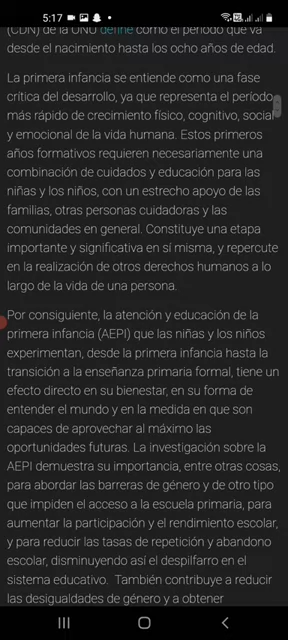 5:17
(CDN) de la ONU define como el período que va
desde el nacimiento hasta los ocho años de edad.
La primera infancia se entiende como una fase
crítica del desarrollo, ya que representa el período
más rápido de crecimiento físico, cognitivo, social
y emocional de la vida humana. Estos primeros
años formativos requieren necesariamente una
combinación de cuidados y educación para las
niñas y los niños, con un estrecho apoyo de las
familias, otras personas cuidadoras y las
comunidades en general. Constituye una etapa
importante y significativa en sí misma, y repercute
en la realización de otros derechos humanos a lo
largo de la vida de una persona.
Por consiguiente, la atención y educación de la
primera infancia (AEPI) que las niñas y los niños
experimentan, desde la primera infancia hasta la
transición a la enseñanza primaria formal, tiene un
efecto directo en su bienestar, en su forma de
entender el mundo y en la medida en que son
capaces de aprovechar al máximo las
oportunidades futuras. La investigación sobre la
AEPI demuestra su importancia, entre otras cosas,
para abordar las barreras de género y de otro tipo
que impiden el acceso a la escuela primaria, para
aumentar la participación y el rendimiento escolar,
y para reducir las tasas de repetición y abandono
escolar, disminuyendo así el despilfarro en el
sistema educativo. También contribuye a reducir
las desigualdades de género y a obtener